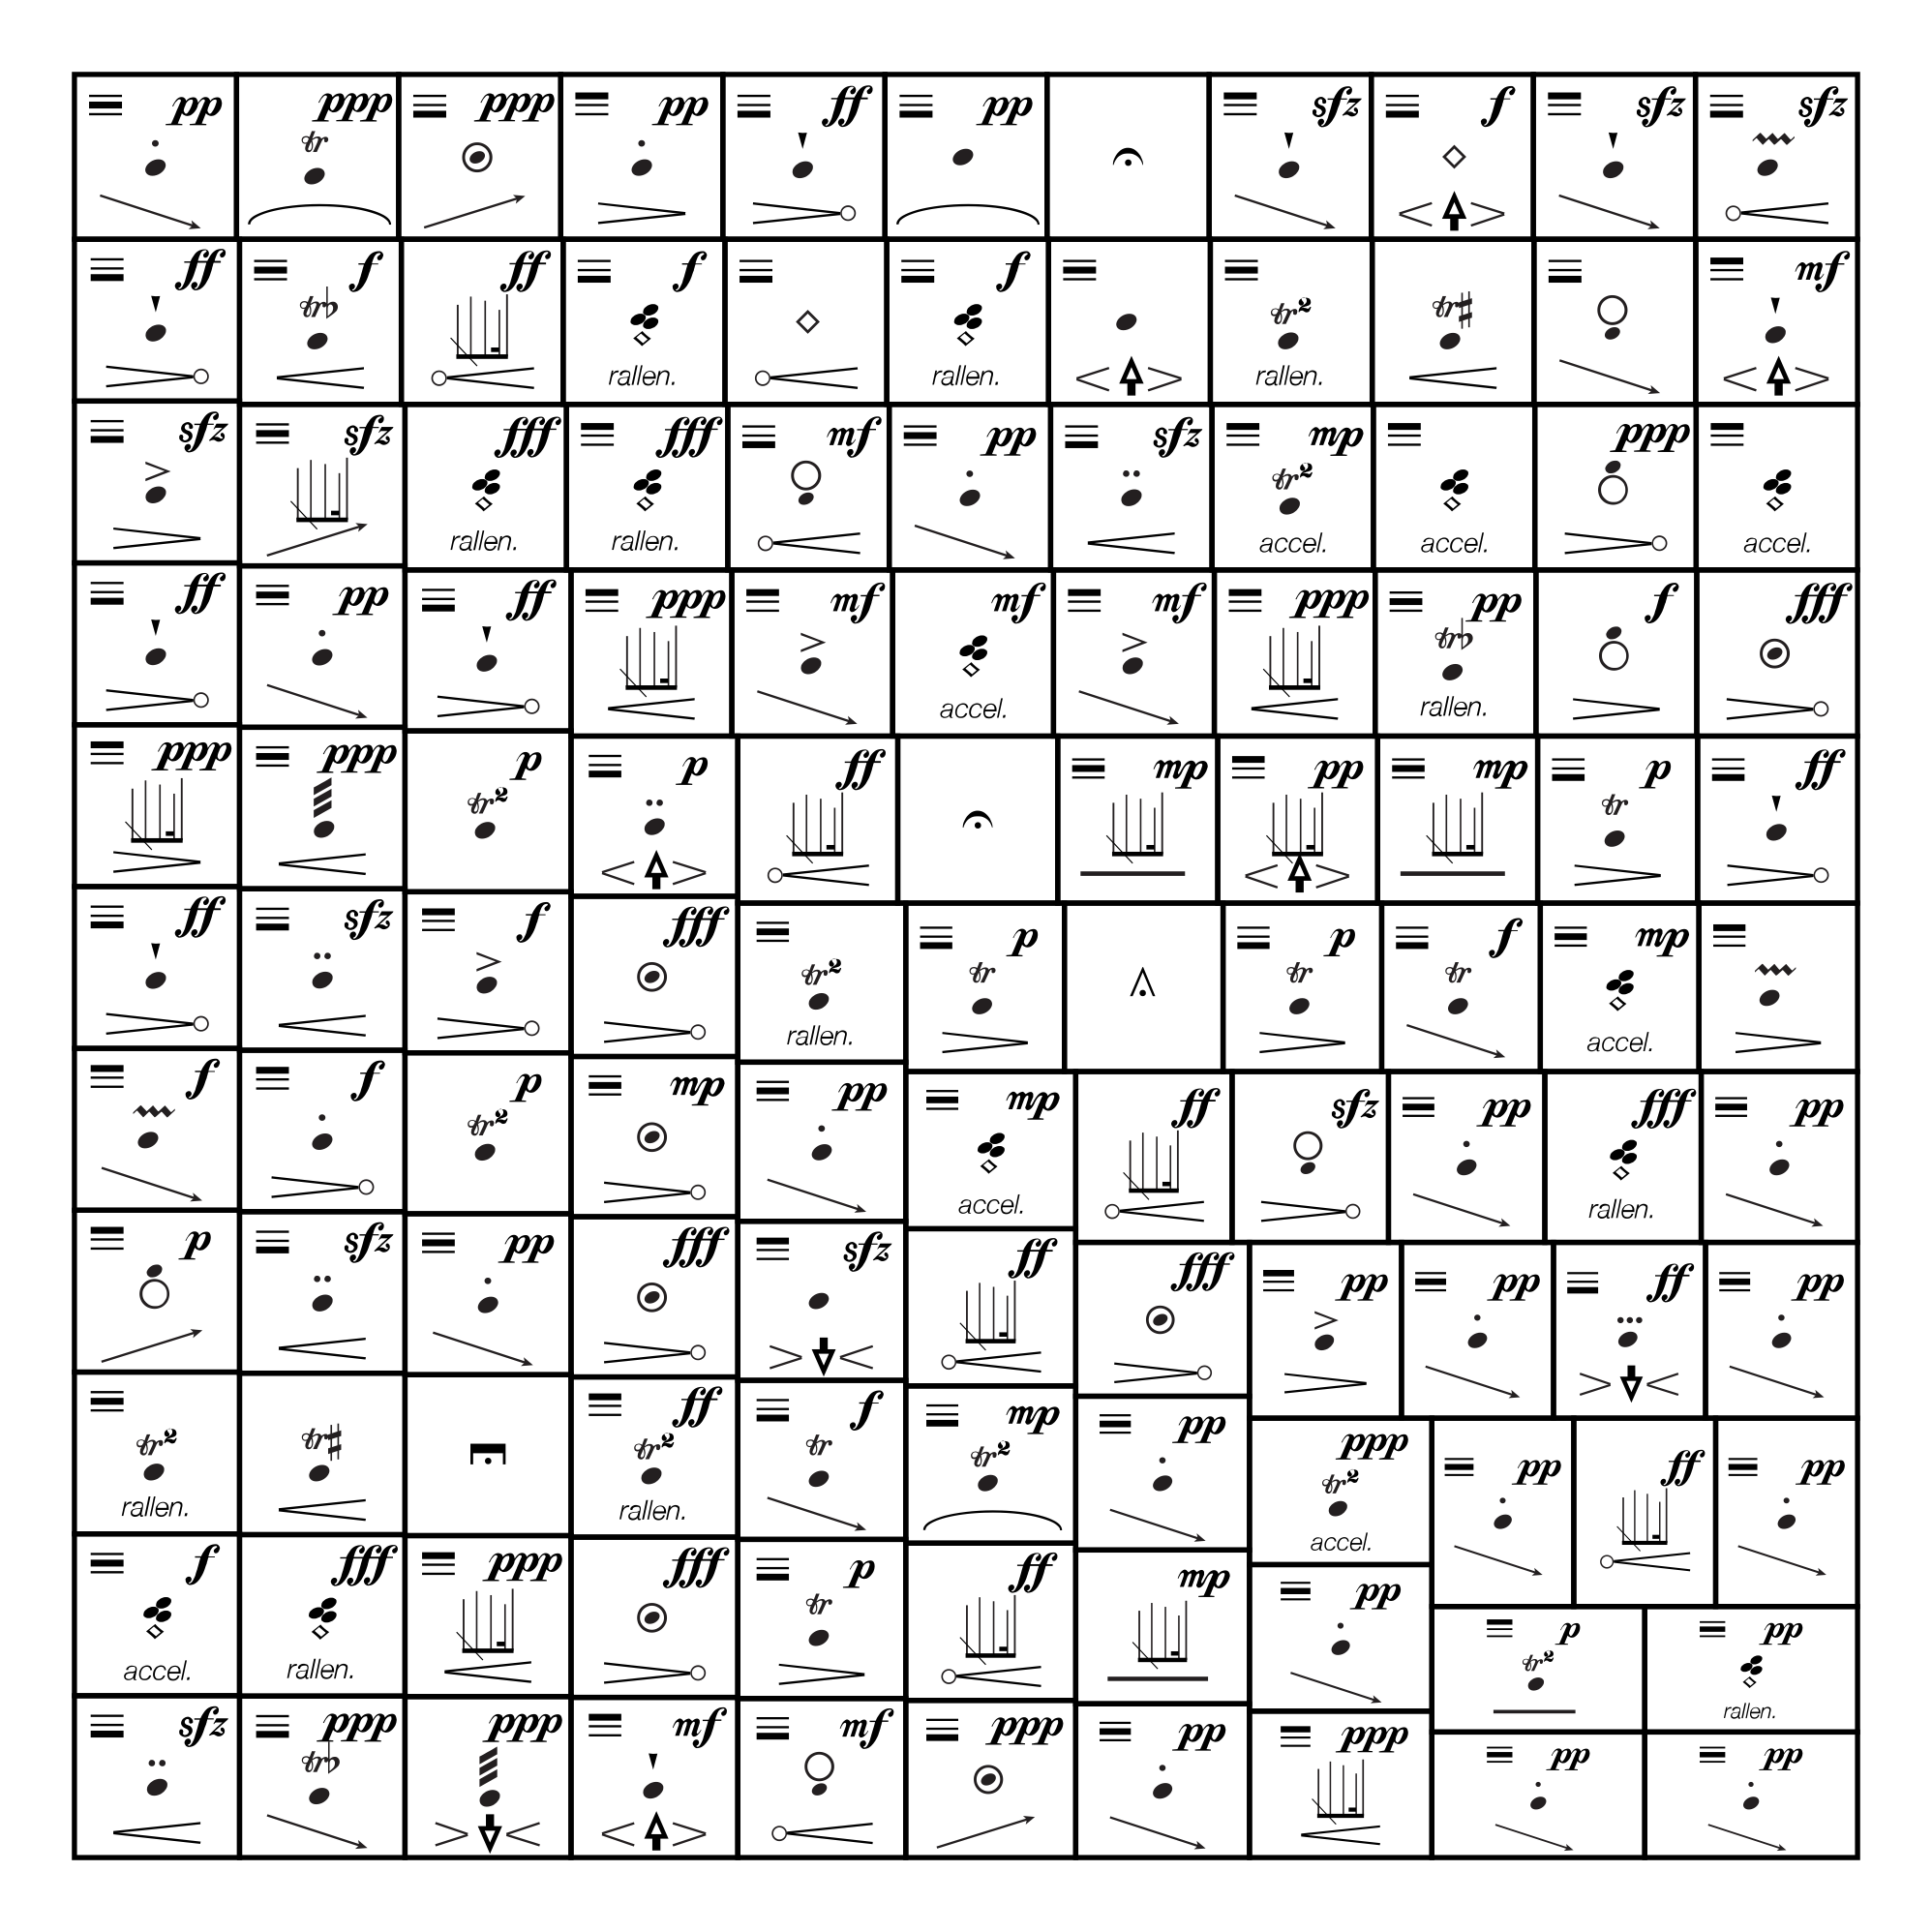 pp ppp ppp pp ff pp sfz f sfz sfz
tr
ff f ff f f mf
tr♭ tr2 tr♯
rallen. rallen. rallen.
sfz sfz fff fff mf pp sfz mp ppp
tr2
rallen. rallen. accel. accel. accel.
ff pp ff ppp mf mf mf ppp pp f fff
tr♭
accel. rallen.
ppp ppp p p ff mp pp mp p ff
tr2 tr
ff sfz f fff p p f mp
tr2 tr tr tr
rallen. accel.
f f p mp pp mp ff sfz pp fff pp
tr2
accel. rallen.
p sfz pp fff sfz ff fff pp pp ff pp
ff f mp pp ppp pp ff pp
tr2 tr♯ tr2 tr tr2 tr2
rallen. rallen. accel.
f fff ppp fff p ff mp pp p pp
tr tr2
accel. rallen. rallen.
sfz ppp ppp mf mf ppp pp ppp pp pp
tr♭